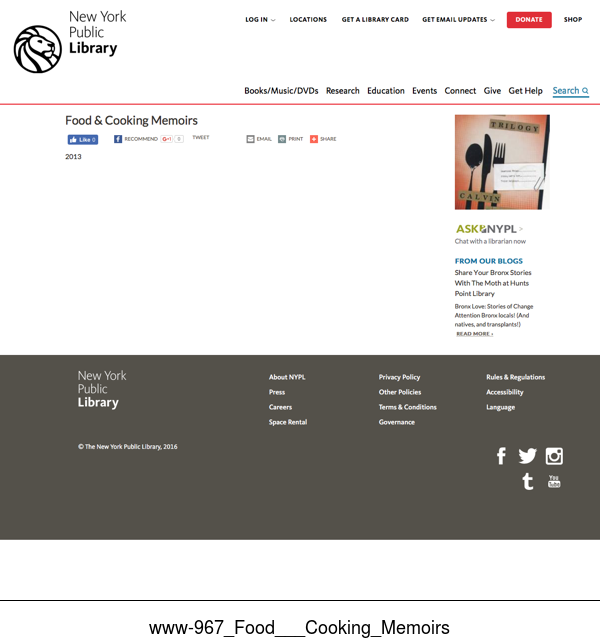 New York
Public
Library
LOG IN
LOCATIONS
GET A LIBRARY CARD
GET EMAIL UPDATES
DONATE
SHOP
Books/Music/DVDs
Research
Education
Events
Connect
Give
Get Help
Search
Food & Cooking Memoirs
Like 0
RECOMMEND
G+1
0
TWEET
EMAIL
PRINT
SHARE
2013
TRILOGY
CALVIN
ASKNYPL >
Chat with a librarian now
FROM OUR BLOGS
Share Your Bronx Stories
With The Moth at Hunts
Point Library
Bronx Love: Stories of Change
Attention Bronx locals! (And
natives, and transplants!)
READ MORE ›
New York
Public
Library
About NYPL
Press
Careers
Space Rental
Privacy Policy
Other Policies
Terms & Conditions
Governance
Rules & Regulations
Accessibility
Language
© The New York Public Library, 2016
You
Tube
www-967_Food___Cooking_Memoirs